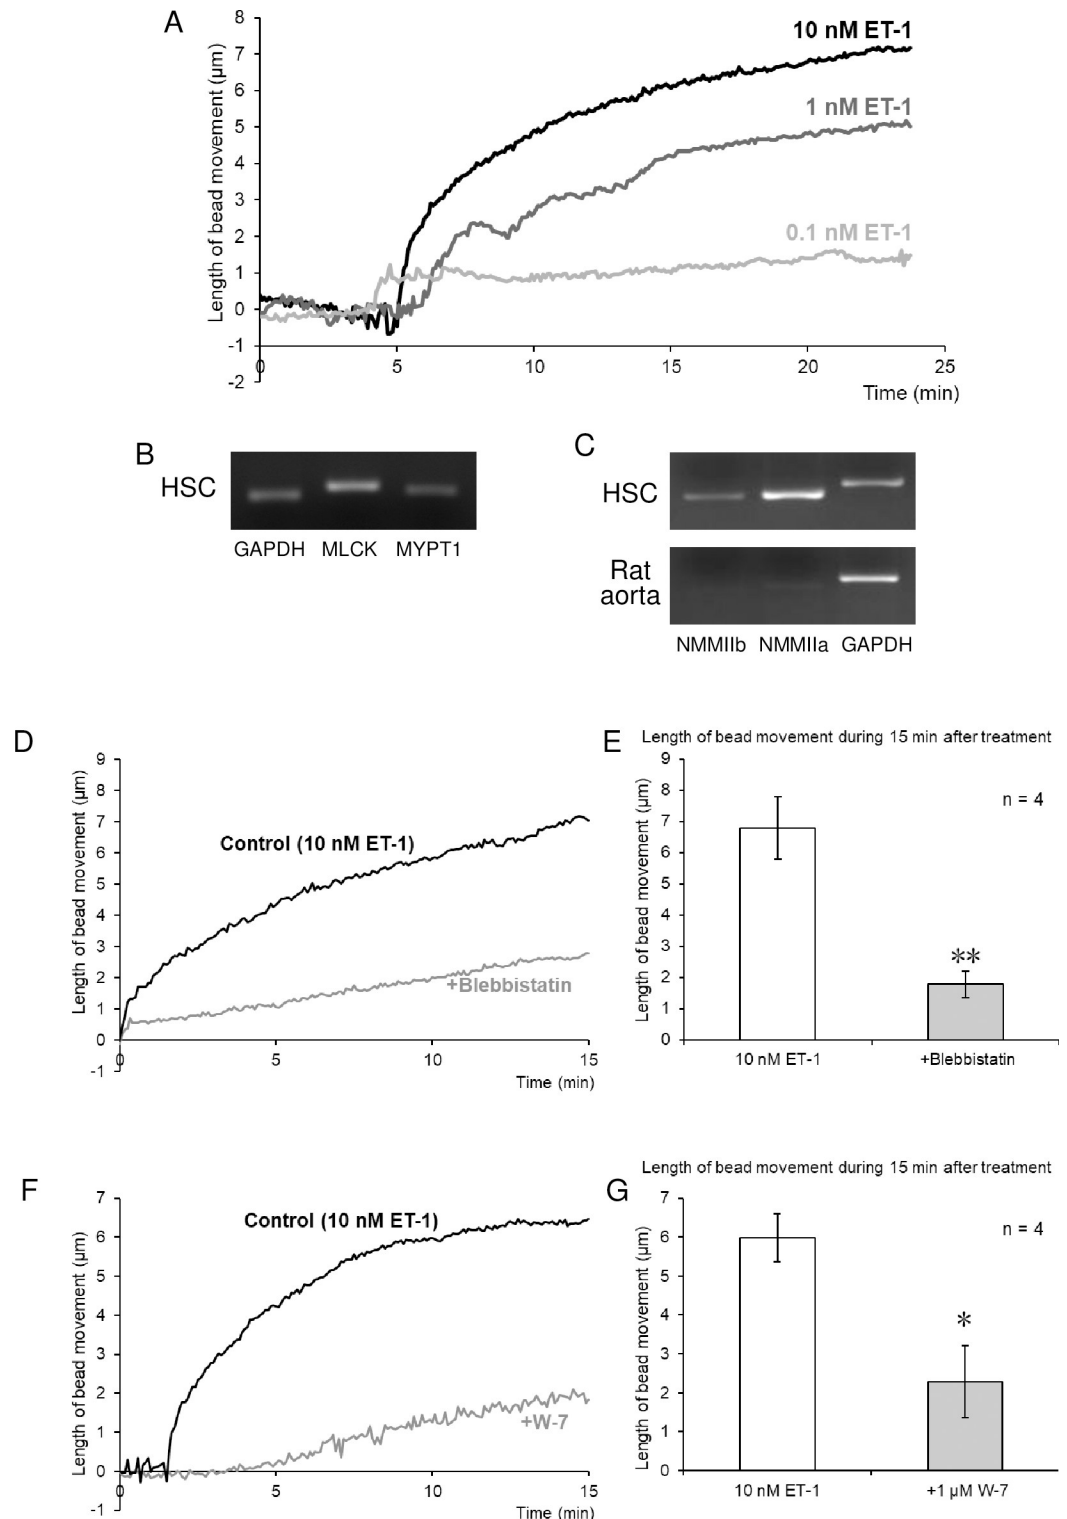 A
Length of bead movement (µm)
8
7
6
5
4
3
2
1
0
-1
-2
10 nM ET-1
1 nM ET-1
0.1 nM ET-1
0 5 10 15 20 25
Time (min)
B
HSC
GAPDH MLCK MYPT1
C
HSC
Rat
aorta
NMMIIb NMMIIa GAPDH
D
Length of bead movement (µm)
9
8
7
6
5
4
3
2
1
0
-1
Control (10 nM ET-1)
+Blebbistatin
0 5 10 15
Time (min)
E
Length of bead movement during 15 min after treatment
Length of bead movement (µm)
9
8
7
6
5
4
3
2
1
0
n = 4
**
10 nM ET-1 +Blebbistatin
F
Length of bead movement (µm)
7
6
5
4
3
2
1
0
-1
Control (10 nM ET-1)
+W-7
0 5 10 15
Time (min)
Length of bead movement during 15 min after treatment
G
Length of bead movement (µm)
7
6
5
4
3
2
1
0
n = 4
*
10 nM ET-1 +1 µM W-7